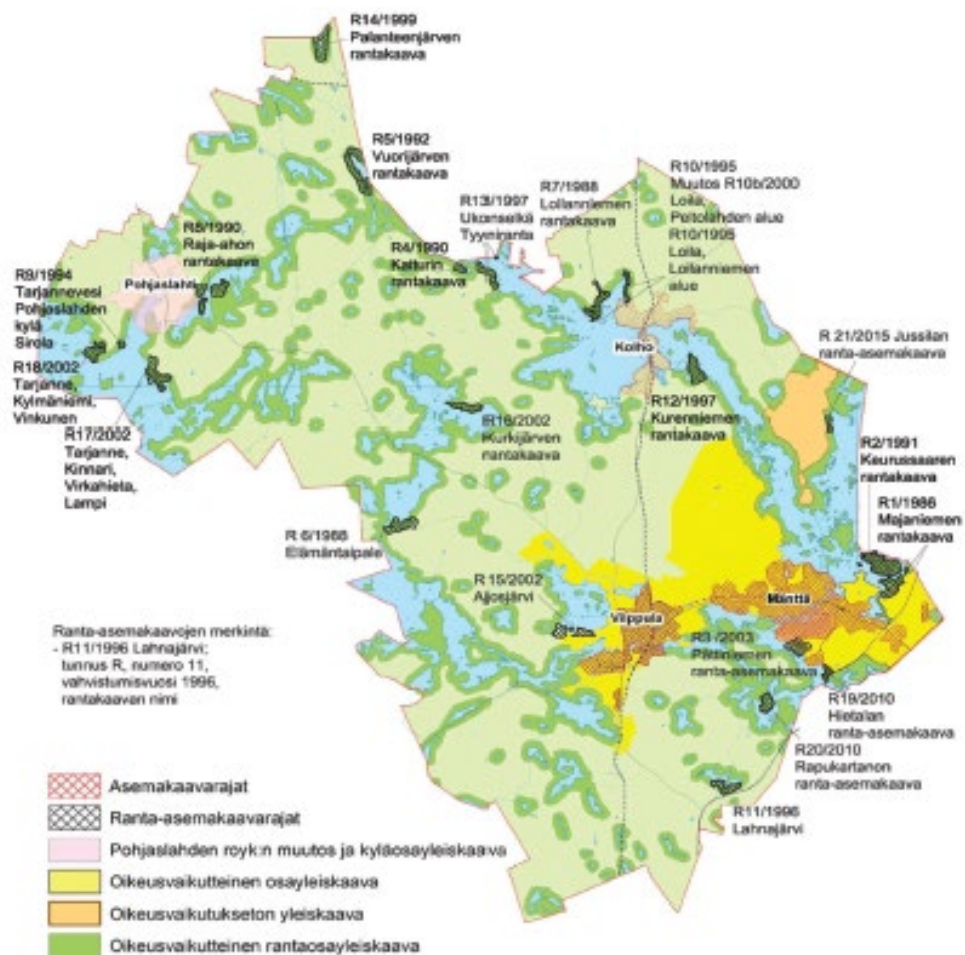 R14/1999
Palanteenjärven
rantakaava
R5/1992
Vuorijärven
rantakaava
R13/1997
Ukonselkä
Tyyniranta
R7/1988
Lollanniemen
rantakaava
R10/1995
Muutos R10b/2000
Loila,
Peltolahden alue
R10/1995
Loila,
Loilanniemen
alue
R8/1990,
Raja-ahon
rantakaava
R4/1990
Katturin
rantakaava
Pohjaslahti
R9/1994
Tarjannevesi
Pohjaslahden
kylä
Sirola
R18/2002
Tarjanne,
Kylmäniemi,
Vinkunen
R17/2002
Tarjanne,
Kinnari,
Virkahieta,
Lampi
Kolho
R 21/2015 Jussilan
ranta-asemakaava
R12/1997
Kurenniemen
rantakaava
R16/2002
Kurkijärven
rantakaava
R2/1991
Keurussaaren
rantakaava
R1/1986
Majaniemen
rantakaava
R 6/1988
Elämäntaipale
R 15/2002
Ajosjärvi
Vilppula
Mänttä
/2003
Pättiniemen
ranta-asemakaava
Ranta-asemakaavojen merkintä:
- R11/1996 Lahnajärvi;
tunnus R, numero 11,
vahvistumisvuosi 1996,
rantakaavan nimi
R19/2010
Hietalan
ranta-asemakaava
R20/2010
Rapukartanon
ranta-asemakaava
R11/1996
Lahnajärvi
Asemakaavarajat
Ranta-asemakaavarajat
Pohjaslahden royk:n muutos ja kyläosayleiskaava
Oikeusvaikutteinen osayleiskaava
Oikeusvaikutukseton yleiskaava
Oikeusvaikutteinen rantaosayleiskaava